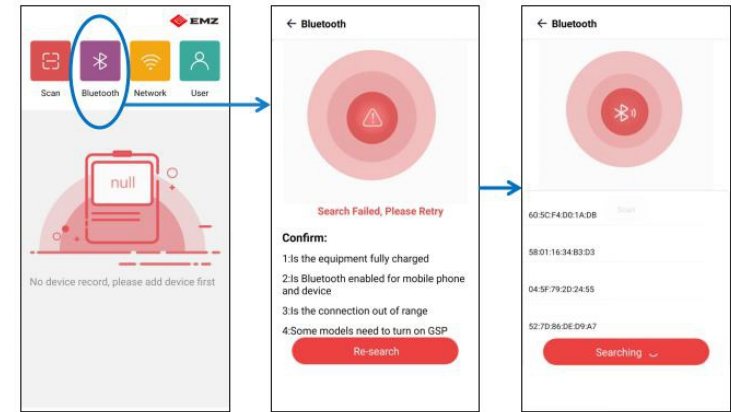 EMZ
Scan Bluetooth Network User
null
No device record, please add device first
← Bluetooth
Search Failed, Please Retry
Confirm:
1:Is the equipment fully charged
2:Is Bluetooth enabled for mobile phone
and device
3:Is the connection out of range
4:Some models need to turn on GSP
Re-search
← Bluetooth
Scan
60:5C:F4:D0:1A:DB
58:01:16:34:B3:D3
04:5F:79:2D:24:55
52:7D:86:DE:D9:A7
Searching